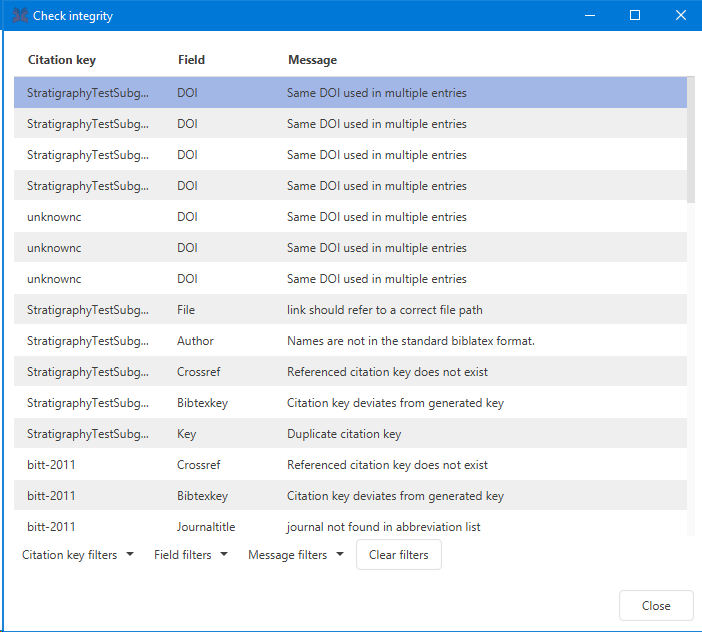 Check integrity
Citation key Field Message
StratigraphyTestSubg... DOI Same DOI used in multiple entries
StratigraphyTestSubg... DOI Same DOI used in multiple entries
StratigraphyTestSubg... DOI Same DOI used in multiple entries
StratigraphyTestSubg... DOI Same DOI used in multiple entries
unknownc DOI Same DOI used in multiple entries
unknownc DOI Same DOI used in multiple entries
unknownc DOI Same DOI used in multiple entries
StratigraphyTestSubg... File link should refer to a correct file path
StratigraphyTestSubg... Author Names are not in the standard biblatex format.
StratigraphyTestSubg... Crossref Referenced citation key does not exist
StratigraphyTestSubg... Bibtexkey Citation key deviates from generated key
StratigraphyTestSubg... Key Duplicate citation key
bitt-2011 Crossref Referenced citation key does not exist
bitt-2011 Bibtexkey Citation key deviates from generated key
bitt-2011 Journaltitle journal not found in abbreviation list
Citation key filters Field filters Message filters Clear filters
Close